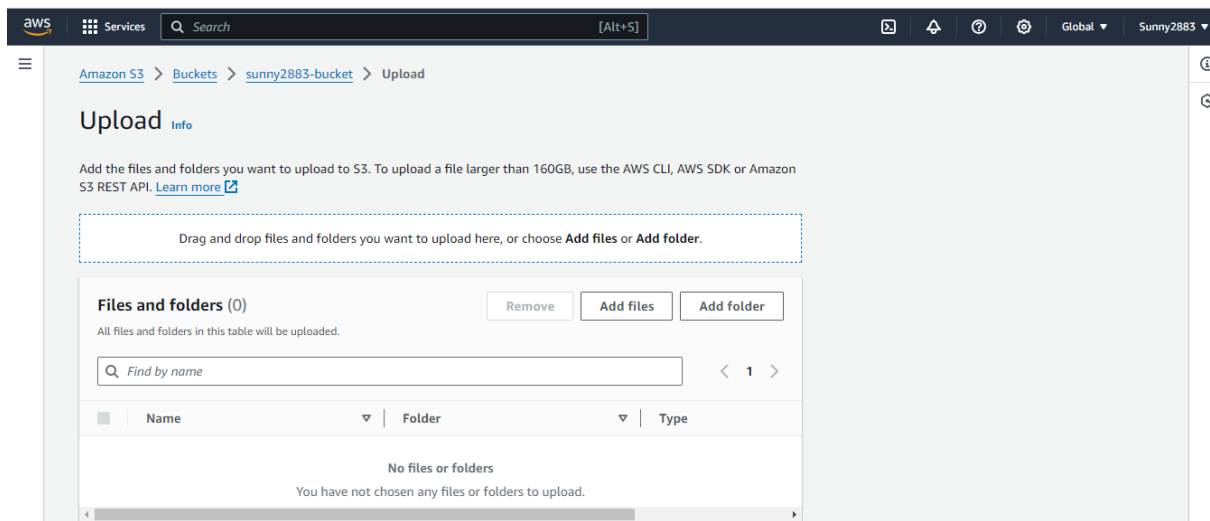 aws Services Search [Alt+S] Global Sunny2883
Amazon S3 > Buckets > sunny2883-bucket > Upload
Upload Info
Add the files and folders you want to upload to S3. To upload a file larger than 160GB, use the AWS CLI, AWS SDK or Amazon
S3 REST API. Learn more
Drag and drop files and folders you want to upload here, or choose Add files or Add folder.
Files and folders (0) Remove Add files Add folder
All files and folders in this table will be uploaded.
Find by name < 1 >
Name Folder Type
No files or folders
You have not chosen any files or folders to upload.